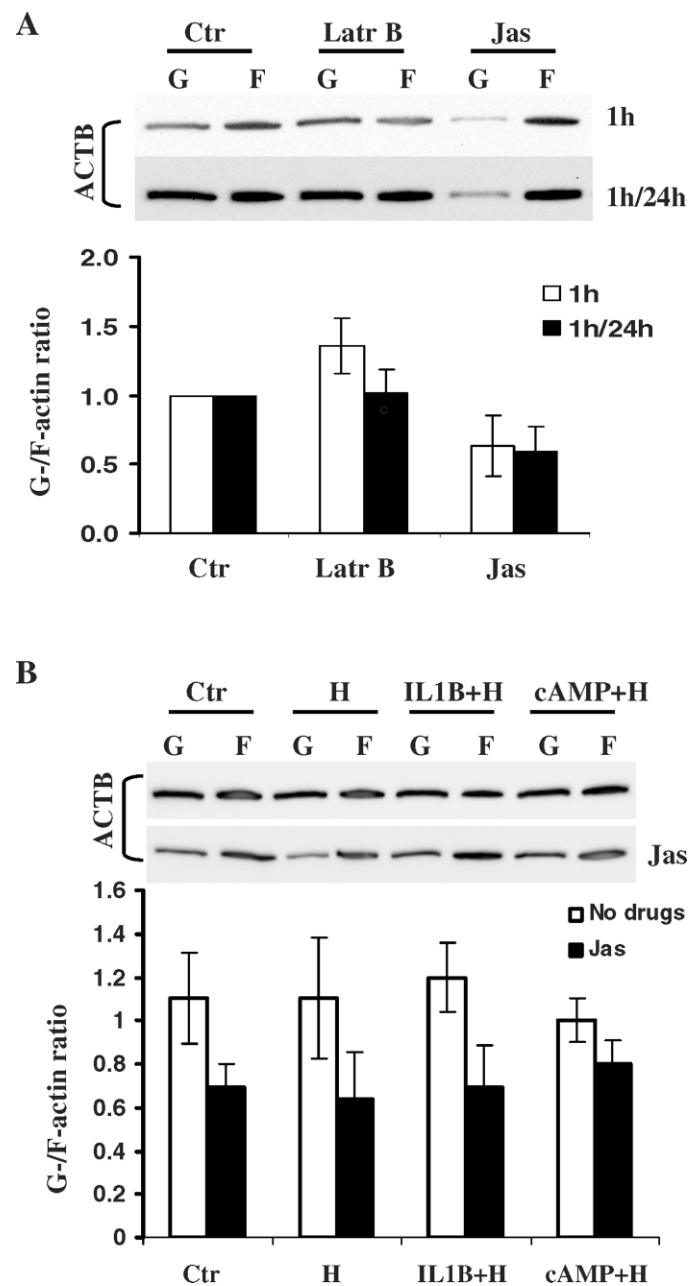 A
Ctr Latr B Jas
G F G F G F
ACTB
1h
1h/24h
2.0
1.5
1.0
0.5
0.0
G-/F-actin ratio
1h
1h/24h
c
Ctr Latr B Jas
B
Ctr H IL1B+H cAMP+H
G F G F G F G F
ACTB
Jas
1.6
1.4
1.2
1
0.8
0.6
0.4
0.2
0
G-/F-actin ratio
No drugs
Jas
Ctr H IL1B+H cAMP+H